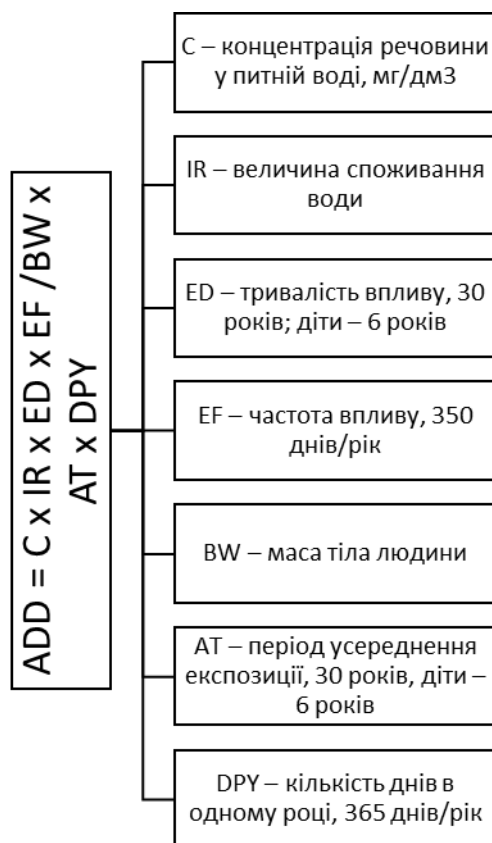 ADD = C x IR x ED x EF /BW x
AT x DPY
C – концентрація речовини
у питній воді, мг/дм3
IR – величина споживання
води
ED – тривалість впливу, 30
років; діти – 6 років
EF – частота впливу, 350
днів/рік
BW – маса тіла людини
AT – період усереднення
експозиції, 30 років, діти –
6 років
DPY – кількість днів в
одному році, 365 днів/рік